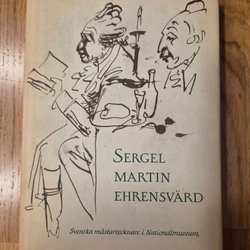 SERGEL
MARTIN
EHRENSVÄRD
Svenska mästartecknare i Nationalmuseum